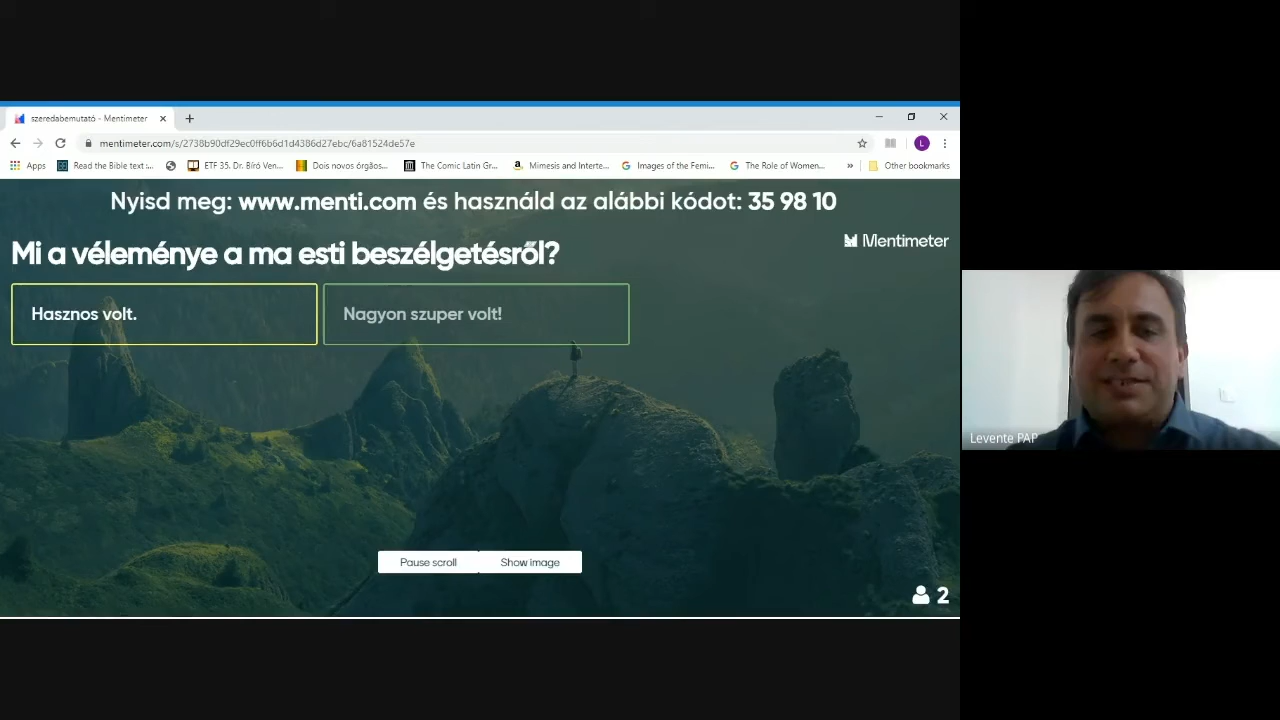 szeredabemutató - Mentimeter
mentimeter.com/s/2738b90df29ec0ff6b6d1d4386d27ebc/6a81524de57e
Apps Read the Bible text :... ETF 35. Dr. Bíró Ven... Dois novos órgãos... The Comic Latin Gr... Mimesis and Interte... Images of the Femi... The Role of Women... » Other bookmarks
Nyisd meg: www.menti.com és használd az alábbi kódot: 35 98 10
Mentimeter
Mi a véleménye a ma esti beszélgetésről?
Hasznos volt.
Nagyon szuper volt!
Pause scroll Show image
2
L
Levente PAP